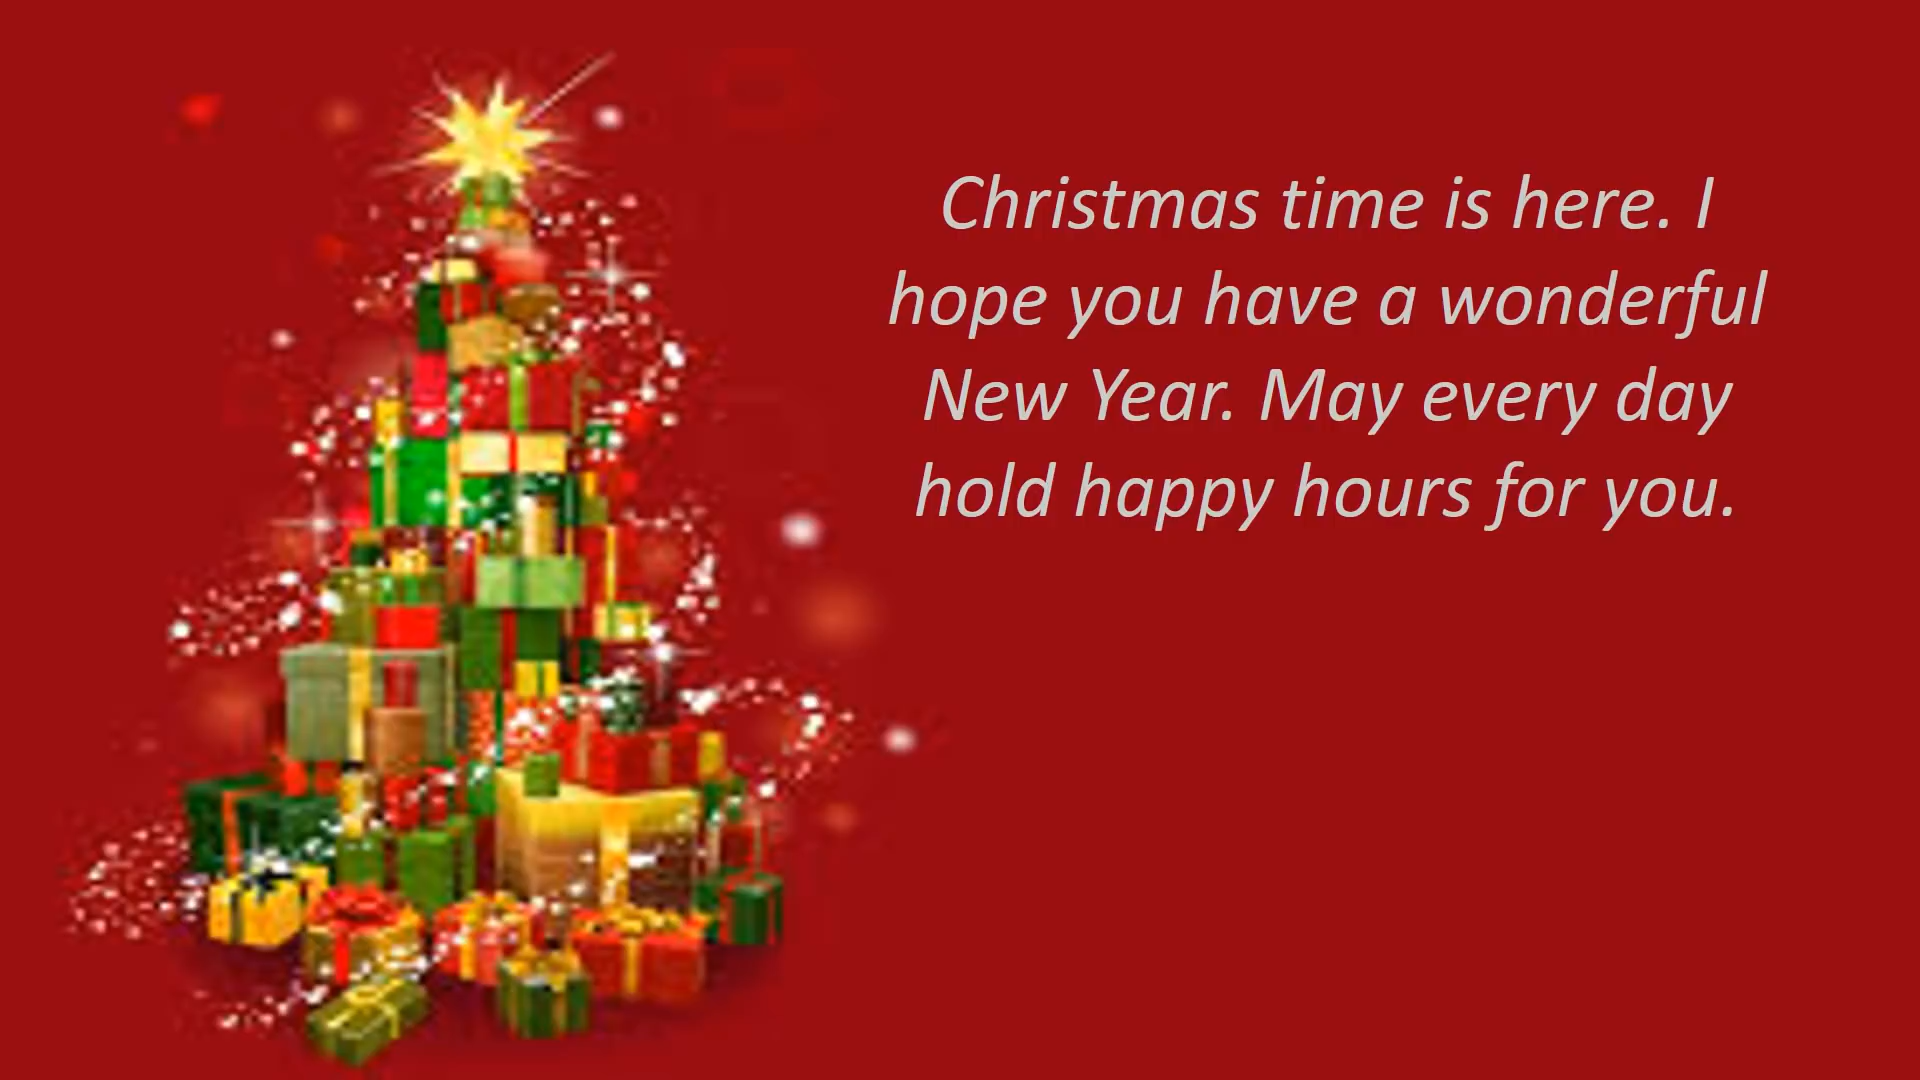 Christmas time is here. I
hope you have a wonderful
New Year. May every day
hold happy hours for you.